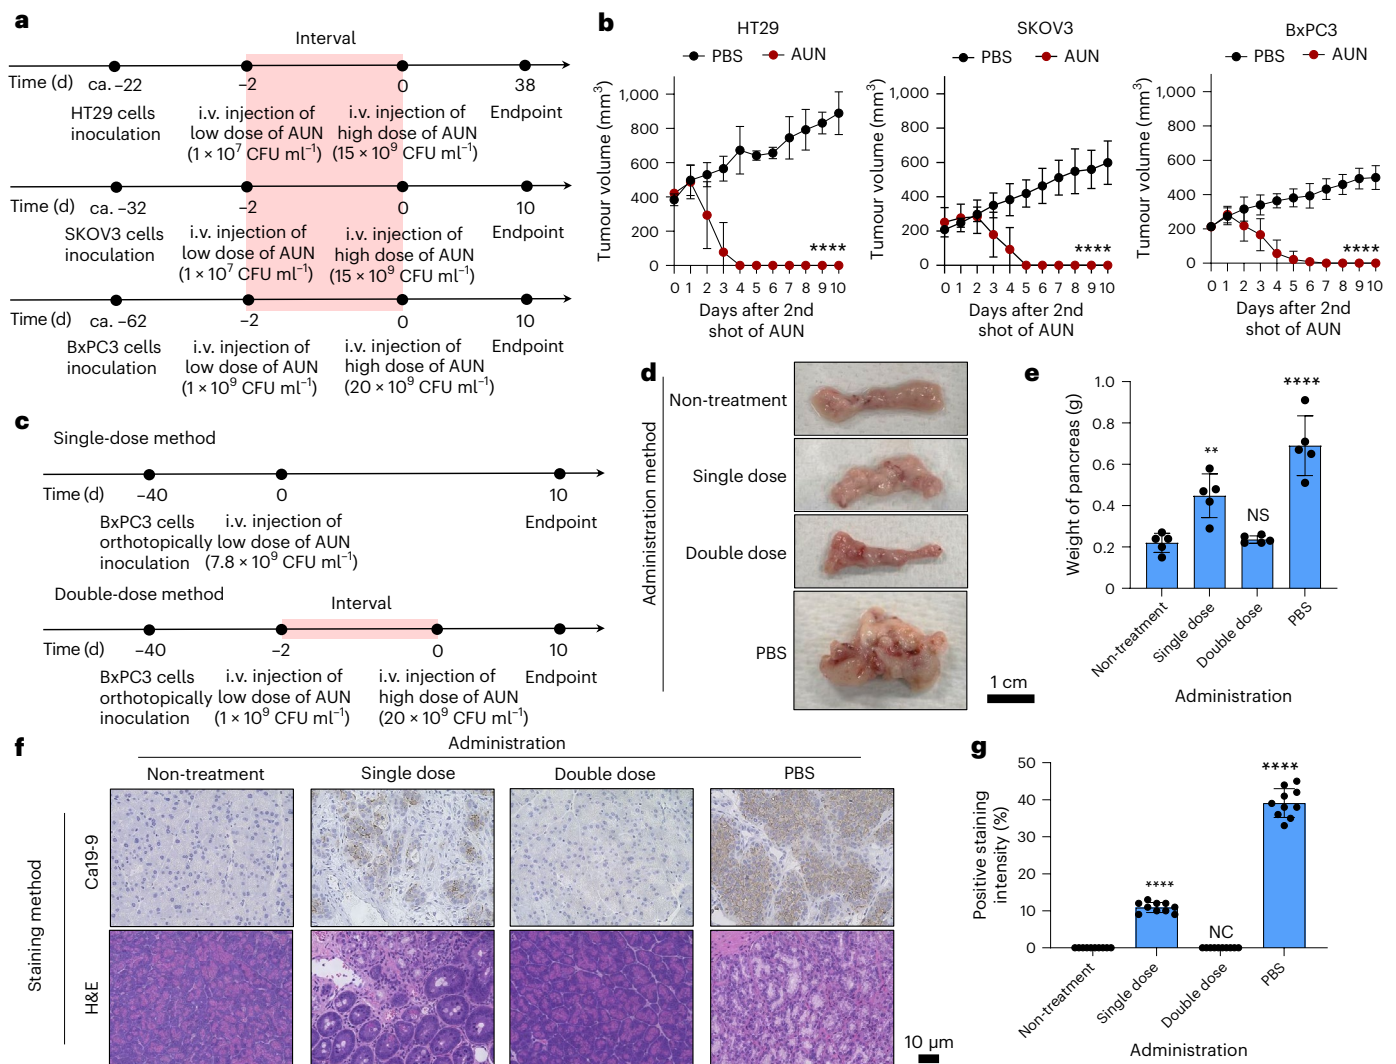 a
Interval
Time (d) ca. –22 –2 0 38
HT29 cells inoculation
i.v. injection of low dose of AUN (1 × 10⁷ CFU ml⁻¹)
i.v. injection of high dose of AUN (15 × 10⁹ CFU ml⁻¹)
Endpoint
Time (d) ca. –32 –2 0 10
SKOV3 cells inoculation
i.v. injection of low dose of AUN (1 × 10⁷ CFU ml⁻¹)
i.v. injection of high dose of AUN (15 × 10⁹ CFU ml⁻¹)
Endpoint
Time (d) ca. –62 –2 0 10
BxPC3 cells inoculation
i.v. injection of low dose of AUN (1 × 10⁹ CFU ml⁻¹)
i.v. injection of high dose of AUN (20 × 10⁹ CFU ml⁻¹)
Endpoint
b
HT29
PBS AUN
Tumour volume (mm³)
1,000
800
600
400
200
0
****
0 1 2 3 4 5 6 7 8 9 10
Days after 2nd
shot of AUN
SKOV3
PBS AUN
Tumour volume (mm³)
1,000
800
600
400
200
0
****
0 1 2 3 4 5 6 7 8 9 10
Days after 2nd
shot of AUN
BxPC3
PBS AUN
Tumour volume (mm³)
1,000
800
600
400
200
0
****
0 1 2 3 4 5 6 7 8 9 10
Days after 2nd
shot of AUN
c
Single-dose method
Time (d) –40 0 10
BxPC3 cells orthotopically inoculation
i.v. injection of low dose of AUN (7.8 × 10⁹ CFU ml⁻¹)
Endpoint
Double-dose method
Interval
Time (d) –40 –2 0 10
BxPC3 cells orthotopically inoculation
i.v. injection of low dose of AUN (1 × 10⁹ CFU ml⁻¹)
i.v. injection of high dose of AUN (20 × 10⁹ CFU ml⁻¹)
Endpoint
d
Administration method
Non-treatment
Single dose
Double dose
PBS
1 cm
e
Weight of pancreas (g)
1.0
0.8
0.6
0.4
0.2
0
**
NS
****
Non-treatment
Single dose
Double dose
PBS
Administration
f
Administration
Non-treatment Single dose Double dose PBS
Staining method
Ca19-9
H&E
10 µm
g
Positive staining
intensity (%)
50
40
30
20
10
0
****
NC
****
Non-treatment
Single dose
Double dose
PBS
Administration